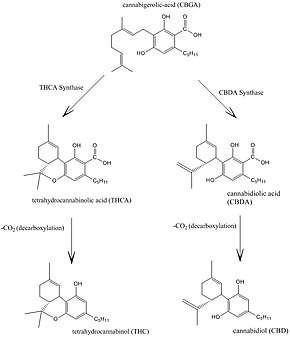 cannabigerolic-acid (CBGA)
OH
O
OH
HO
C5H11
THCA Synthase
CBDA Synthase
OH
O
C
OH
O
C5H11
OH
O
C
OH
HO
C5H11
tetrahydrocannabinolic acid (THCA)
cannabidiolic acid
(CBDA)
-CO2 (decarboxylation)
-CO2 (decarboxylation)
OH
O
C5H11
OH
HO
C5H11
tetrahydrocannabinol (THC)
cannabidiol (CBD)